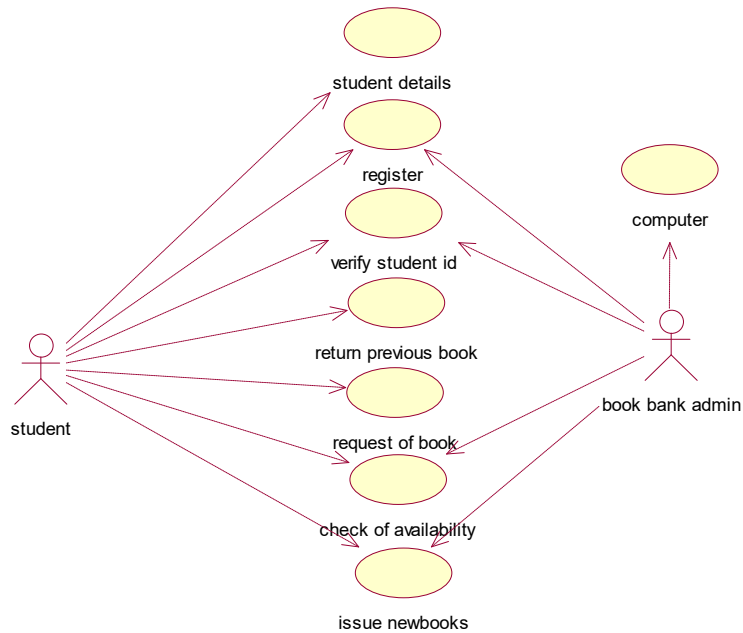 student details
register
computer
verify student id
return previous book
book bank admin
student
request of book
check of availability
issue newbooks